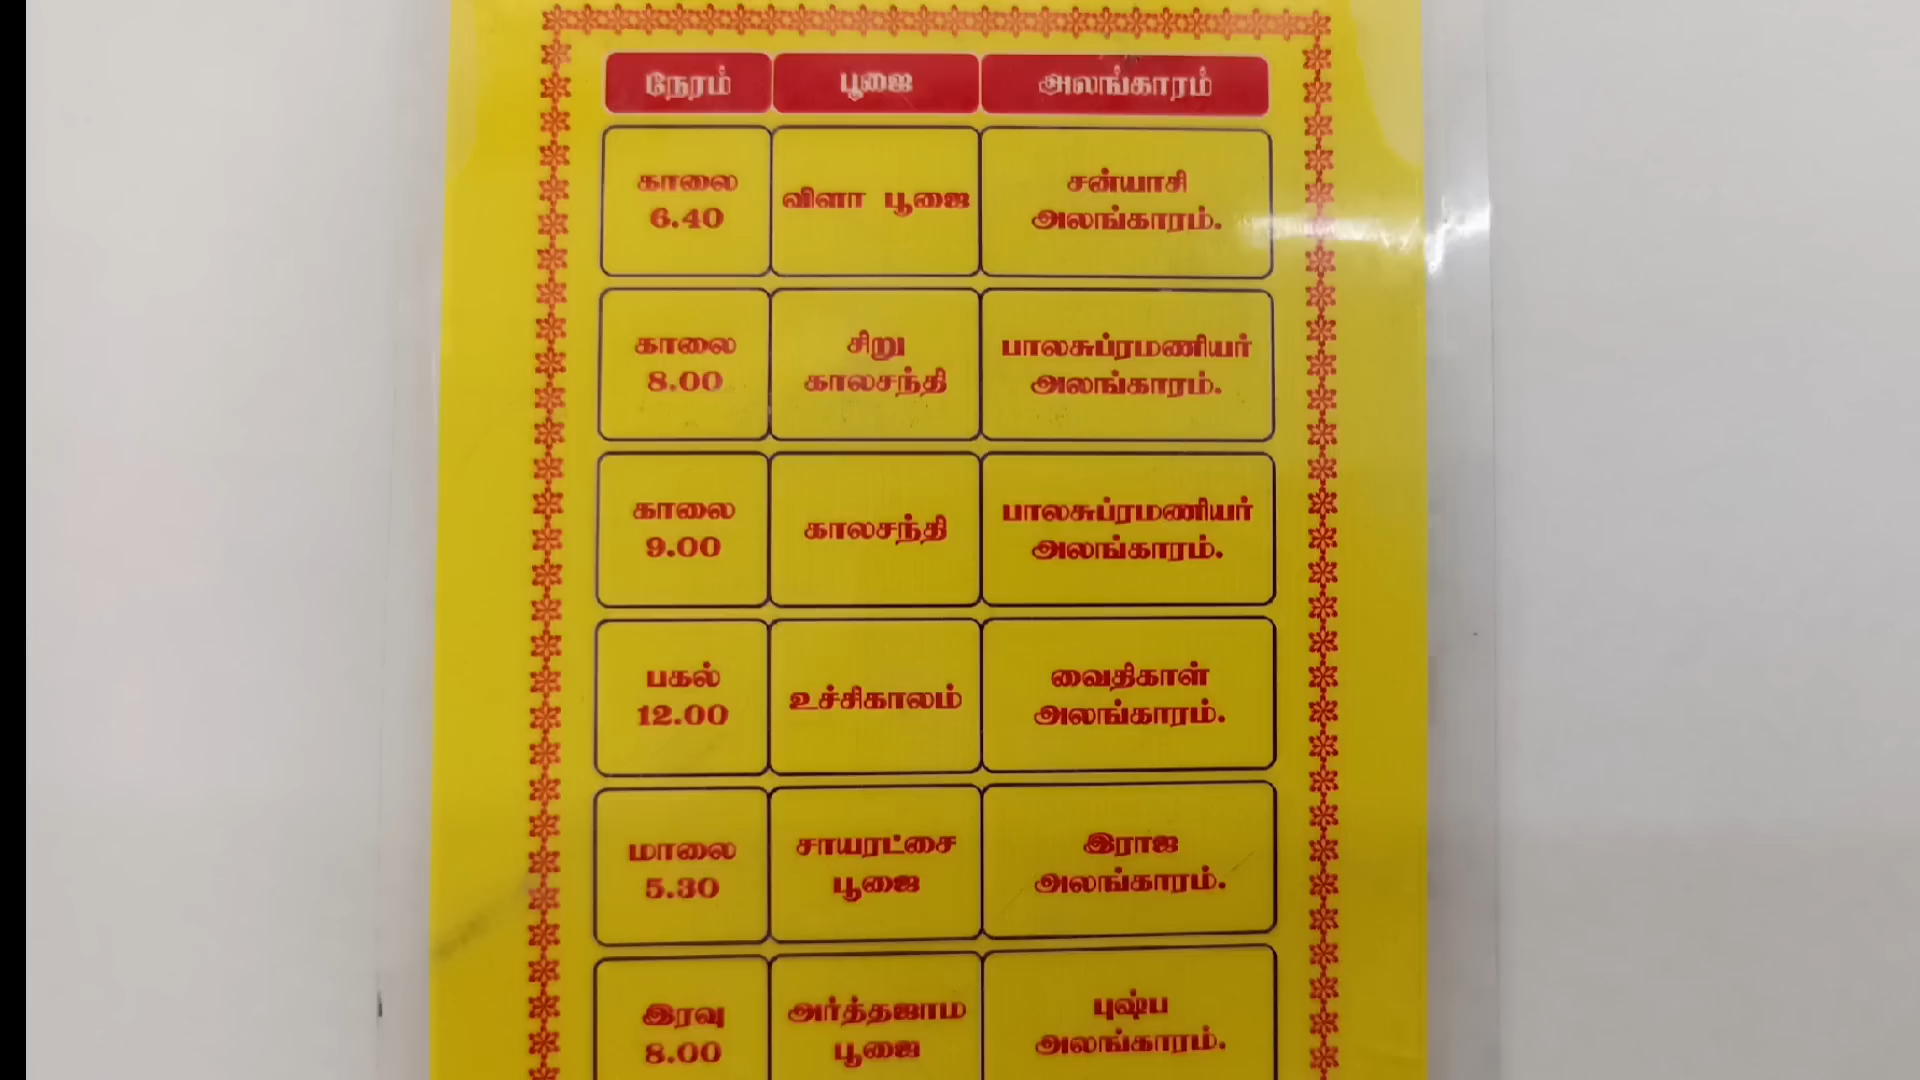 நேரம் பூஜை அலங்காரம்
காலை 6.40 விளா பூஜை சன்யாசி அலங்காரம்.
காலை 8.00 சிறு காலசந்தி பாலசுப்ரமணியர் அலங்காரம்.
காலை 9.00 காலசந்தி பாலசுப்ரமணியர் அலங்காரம்.
பகல் 12.00 உச்சிகாலம் வைதிகாள் அலங்காரம்.
மாலை 5.30 சாயரட்சை பூஜை இராஜ அலங்காரம்.
இரவு 8.00 அர்த்தஜாம பூஜை புஷ்ப அலங்காரம்.